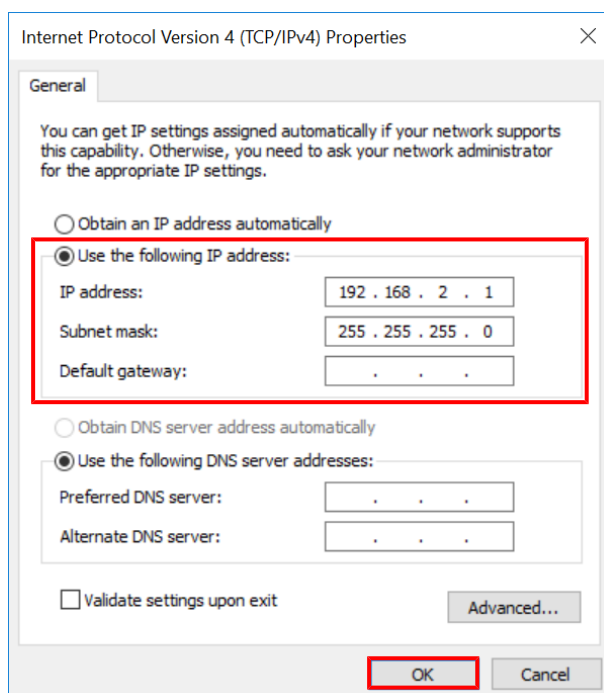 Internet Protocol Version 4 (TCP/IPv4) Properties
General
You can get IP settings assigned automatically if your network supports
this capability. Otherwise, you need to ask your network administrator
for the appropriate IP settings.
Obtain an IP address automatically
Use the following IP address:
IP address: 192 . 168 . 2 . 1
Subnet mask: 255 . 255 . 255 . 0
Default gateway: . . .
Obtain DNS server address automatically
Use the following DNS server addresses:
Preferred DNS server: . . .
Alternate DNS server: . . .
Validate settings upon exit
Advanced...
OK Cancel